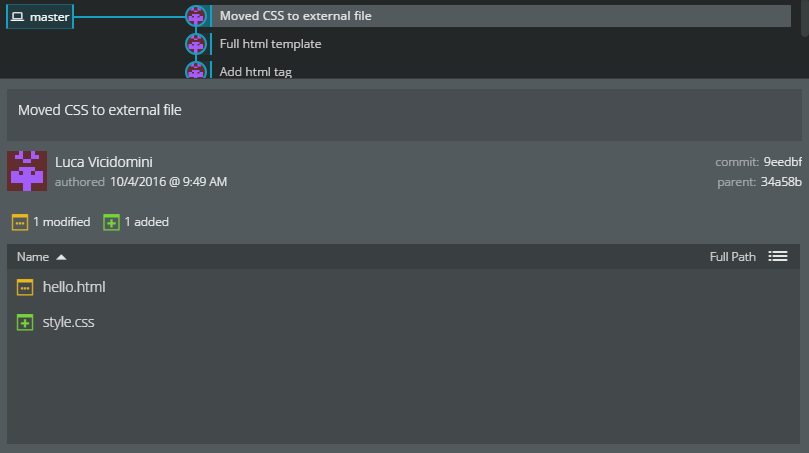 master
Moved CSS to external file
Full html template
Add html tag
Moved CSS to external file
Luca Vicidomini
authored 10/4/2016 @ 9:49 AM
commit: 9eedbf
parent: 34a58b
1 modified 1 added
Name Full Path
hello.html
style.css